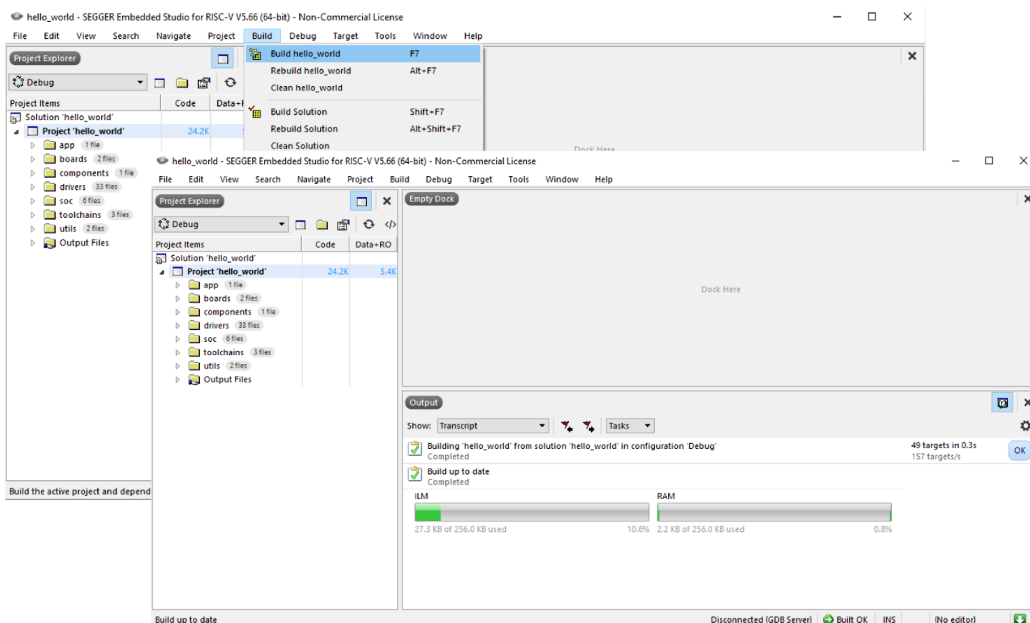 hello_world - SEGGER Embedded Studio for RISC-V V5.66 (64-bit) - Non-Commercial License
File Edit View Search Navigate Project Build Debug Target Tools Window Help
Project Explorer
Build hello_world F7
Rebuild hello_world Alt+F7
Clean hello_world
Build Solution Shift+F7
Rebuild Solution Alt+Shift+F7
Clean Solution
Debug
Project Items Code
Solution 'hello_world'
Project 'hello_world' 24.2K
app 1 file
boards 2 files
components 1 file
drivers 33 files
soc 6 files
toolchains 3 files
utils 2 files
Output Files
Build the active project and depend
hello_world - SEGGER Embedded Studio for RISC-V V5.66 (64-bit) - Non-Commercial License
File Edit View Search Navigate Project Build Debug Target Tools Window Help
Project Explorer
Debug
Project Items Code Data+RO
Solution 'hello_world'
Project 'hello_world' 24.2K 5.4K
app 1 file
boards 2 files
components 1 file
drivers 33 files
soc 6 files
toolchains 3 files
utils 2 files
Output Files
Empty Dock
Dock Here
Output
Show: Transcript Tasks
Building 'hello_world' from solution 'hello_world' in configuration 'Debug' 49 targets in 0.3s
Completed 157 targets/s
OK
Build up to date
Completed
ILM RAM
27.3 KB of 256.0 KB used 10.6% 2.2 KB of 256.0 KB used 0.8%
Build up to date Disconnected (GDB Server) Built OK INS (No editor)